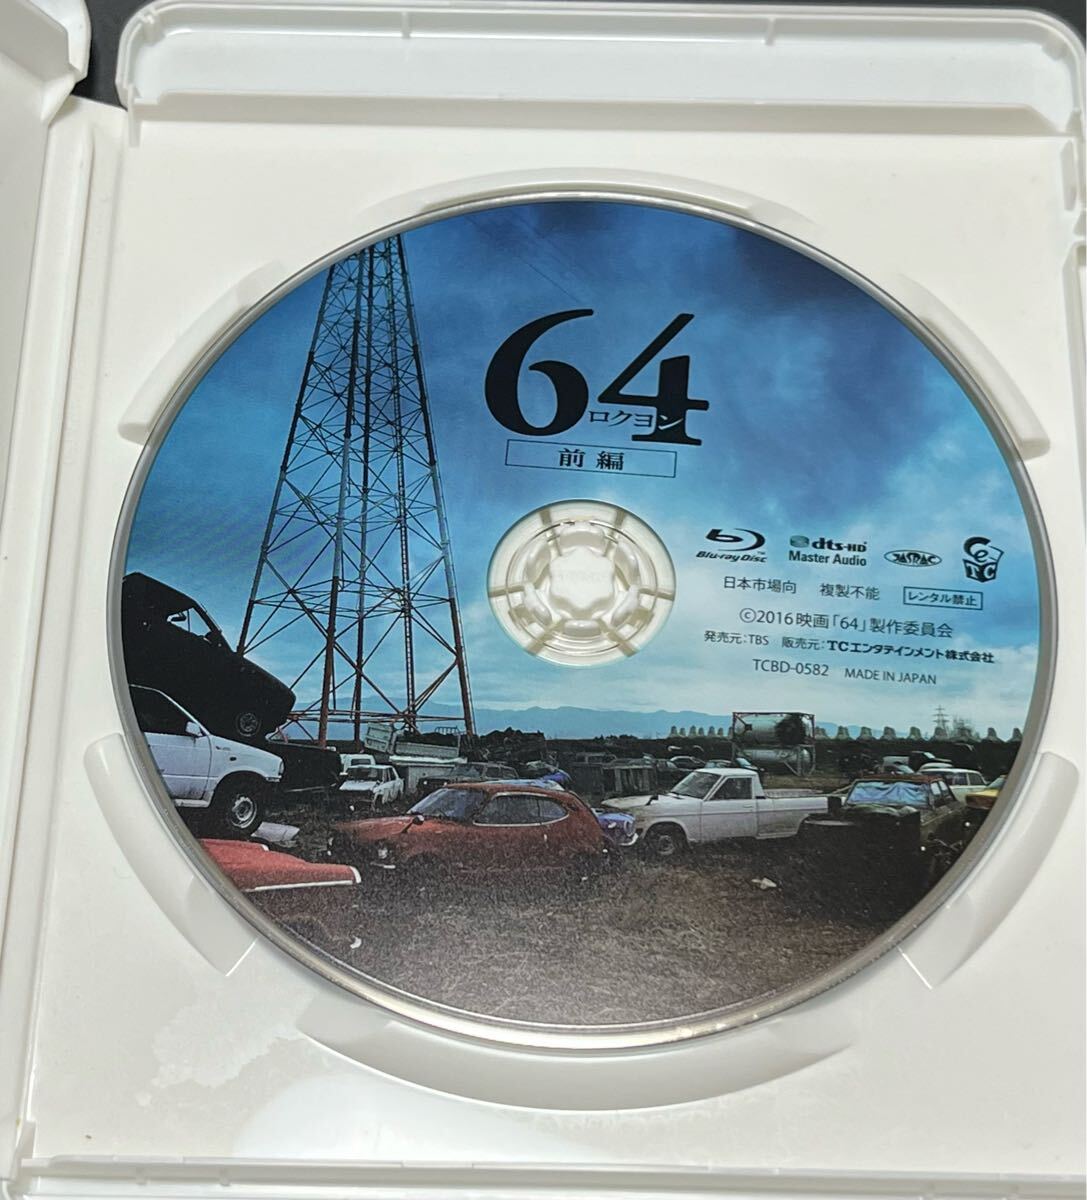 64
ロクヨン
前編
Blu-ray Disc™ dts-HD Master Audio JASRAC TC
日本市場向 複製不能 レンタル禁止
©2016映画「64」製作委員会
発売元:TBS 販売元:TCエンタテインメント株式会社
TCBD-0582 MADE IN JAPAN